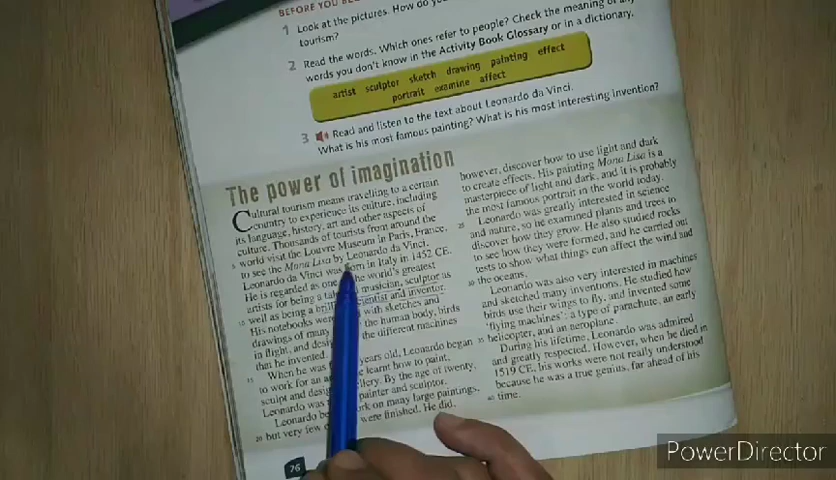 BEFORE YOU
1 Look at the pictures. How do
tourism?
2 Read the words. Which ones refer to people? Check the meaning of any
words you don't know in the Activity Book Glossary or in a dictionary.
artist sculptor sketch drawing painting effect
portrait examine affect
3 Read and listen to the text about Leonardo da Vinci.
What is his most famous painting? What is his most interesting invention?
The power of imagination
Cultural tourism means travelling to a certain
country to experience its culture, including
its language, history, art and other aspects of
culture. Thousands of tourists from around the
5 world visit the Louvre Museum in Paris, France,
to see the Mona Lisa by Leonardo da Vinci.
Leonardo da Vinci was born in Italy in 1452 CE.
He is regarded as one the world's greatest
artists for being a musician, sculptor as
10 well as being a scientist and inventor.
His notebooks were with sketches and
drawings of many the human body, birds
in flight, and the different machines
that he invented.
15 When he was years old, Leonardo began
to work for an learnt how to paint,
sculpt and By the age of twenty,
Leonardo was painter and sculptor.
Leonardo work on many large paintings,
20 but very few were finished. He did,
however, discover how to use light and dark
to create effects. His painting Mona Lisa is a
masterpiece of light and dark, and it is probably
the most famous portrait in the world today.
25 Leonardo was greatly interested in science
and nature, so he examined plants and trees to
discover how they grow. He also studied rocks
to see how they were formed, and he carried out
tests to show what things can affect the wind and
30 the oceans.
Leonardo was also very interested in machines
and sketched many inventions. He studied how
birds use their wings to fly, and invented some
'flying machines': a type of parachute, an early
35 helicopter, and an aeroplane.
During his lifetime, Leonardo was admired
and greatly respected. However, when he died in
1519 CE, his works were not really understood
because he was a true genius, far ahead of his
40 time.
76
PowerDirector